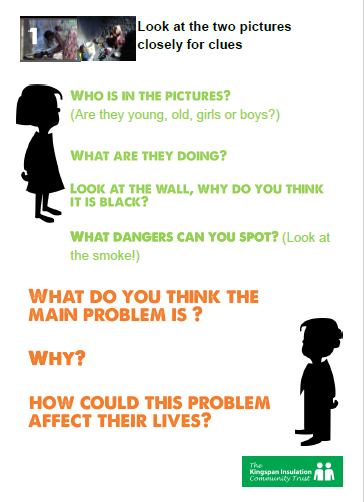 1
Look at the two pictures
closely for clues
WHO IS IN THE PICTURES?
(Are they young, old, girls or boys?)
WHAT ARE THEY DOING?
LOOK AT THE WALL, WHY DO YOU THINK
IT IS BLACK?
WHAT DANGERS CAN YOU SPOT? (Look at
the smoke!)
WHAT DO YOU THINK THE
MAIN PROBLEM IS ?
WHY?
HOW COULD THIS PROBLEM
AFFECT THEIR LIVES?
The
Kingspan Insulation
Community Trust